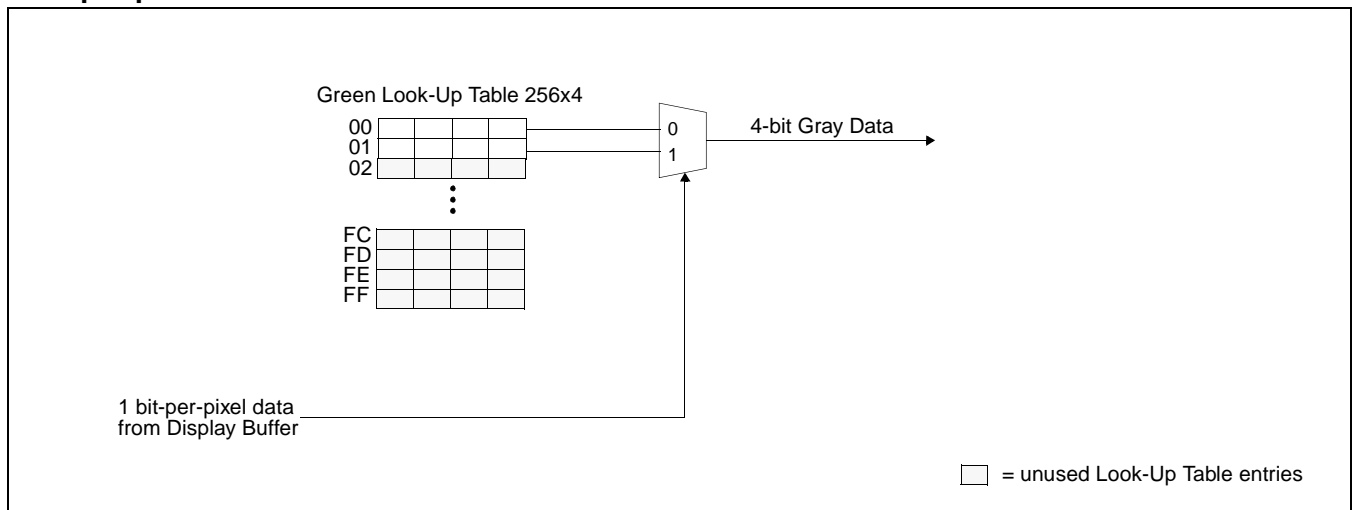 Green Look-Up Table 256x4
00
01
02
FC
FD
FE
FF
0
1
4-bit Gray Data
1 bit-per-pixel data
from Display Buffer
= unused Look-Up Table entries